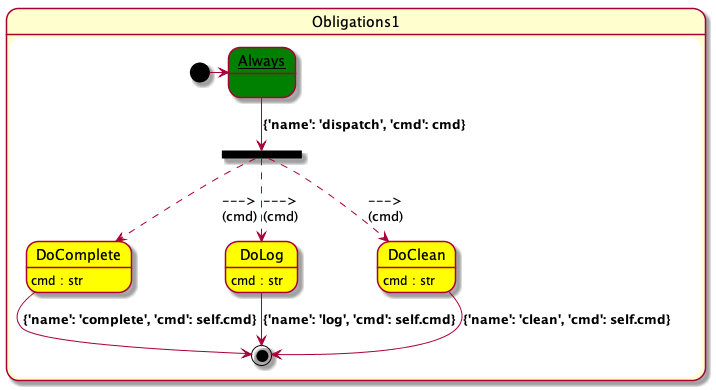 Obligations1
Always
{'name': 'dispatch', 'cmd': cmd}
---> ---> --->
(cmd) (cmd) (cmd)
DoComplete DoLog DoClean
cmd : str cmd : str cmd : str
{'name': 'complete', 'cmd': self.cmd} {'name': 'log', 'cmd': self.cmd} {'name': 'clean', 'cmd': self.cmd}